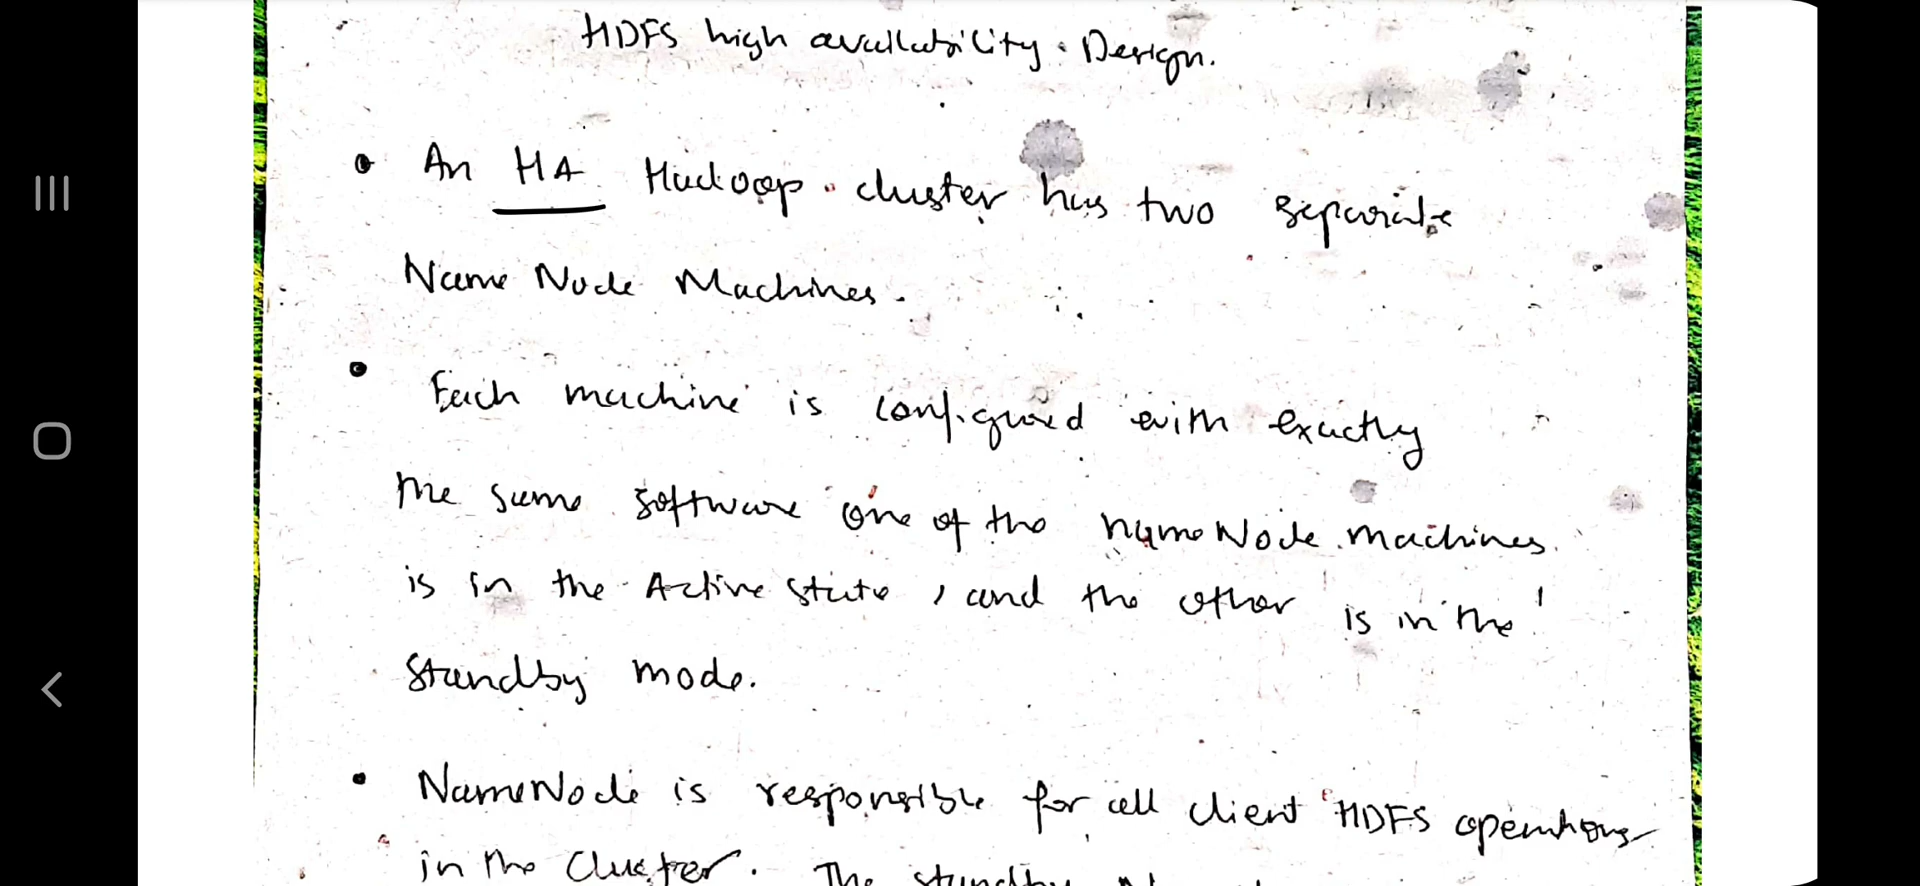 HDFS high availability Design.
• An HA Hadoop cluster has two separate
Name Node Machines.
• Each machine is configured with exactly
the same software one of the nameNode machines
is in the Active state, and the other is in the
standby mode.
• NameNode is responsible for all client HDFS operations
in the Cluster. The standby